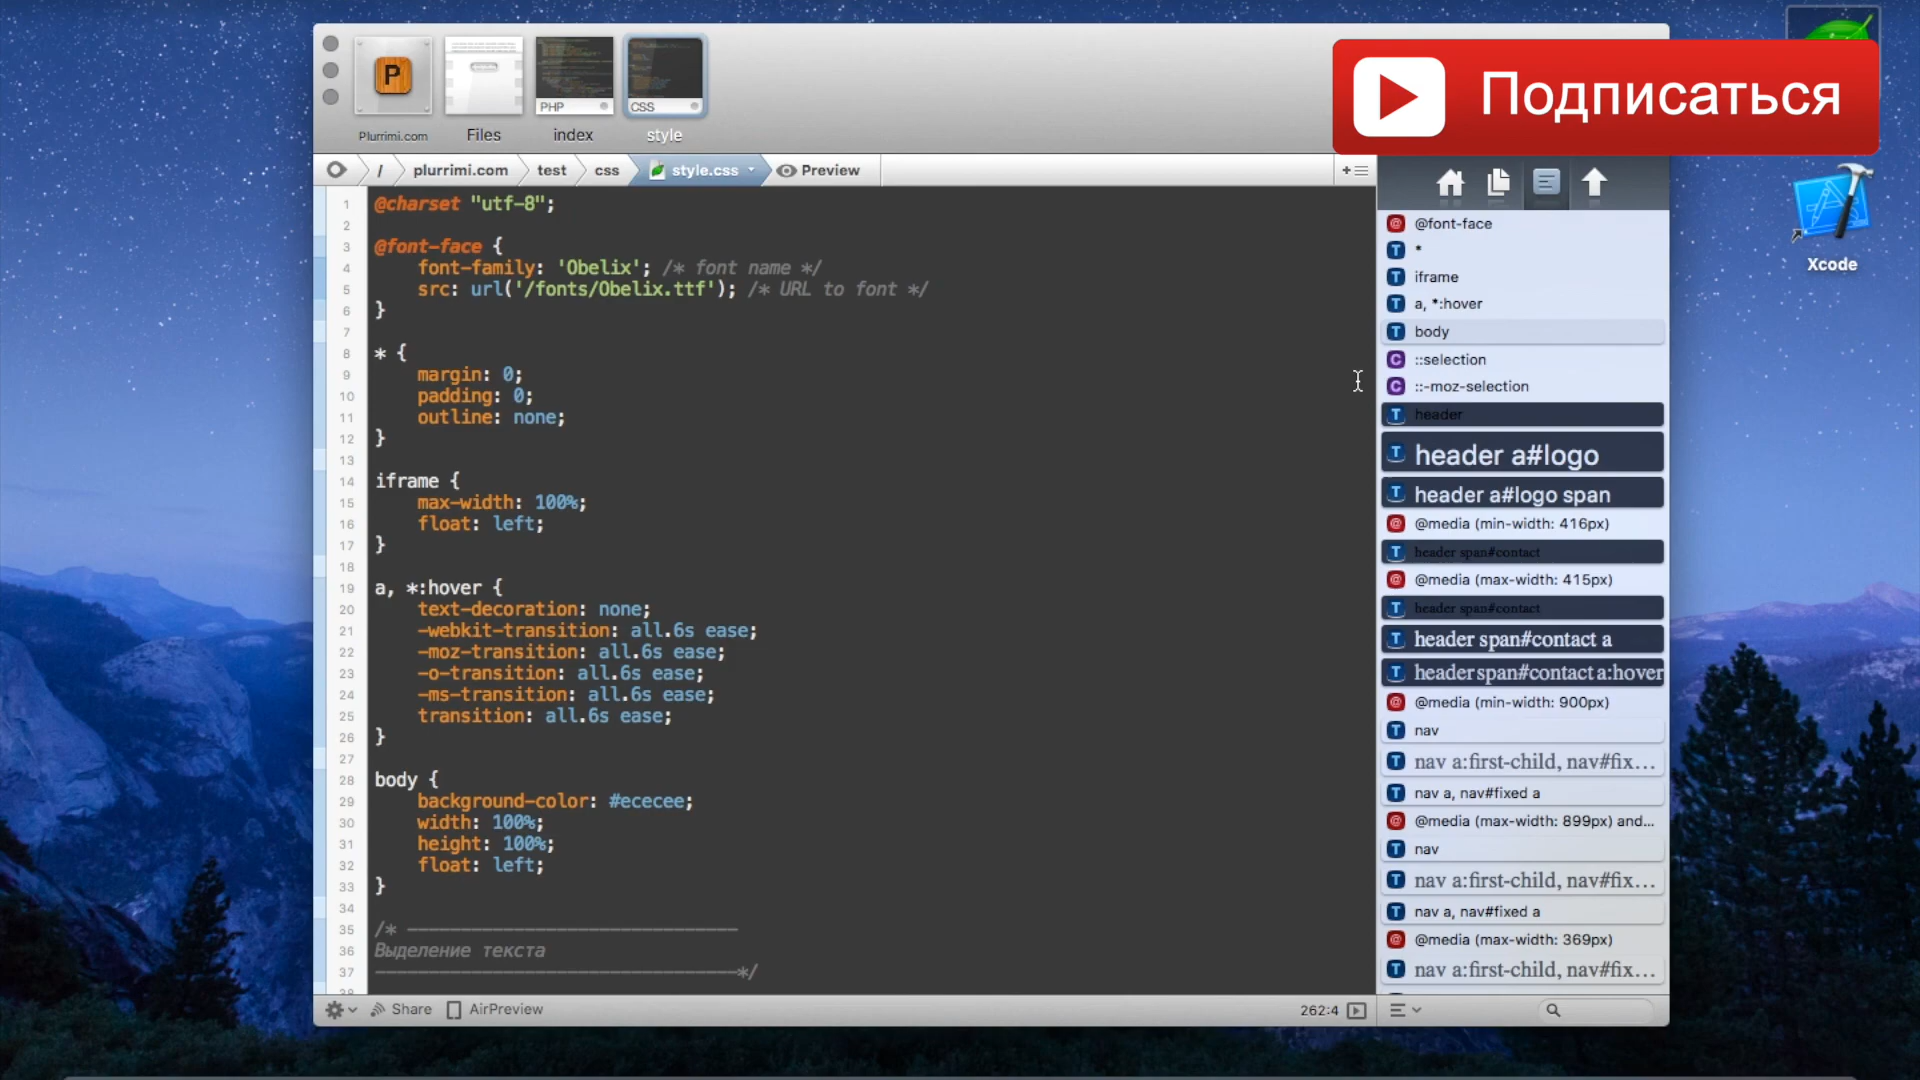 P
PHP
CSS
Plurrimi.com
Files
index
style
Подписаться
/
plurrimi.com
test
css
style.css
Preview
Xcode
1 @charset "utf-8";
2
3 @font-face {
4 font-family: 'Obelix'; /* font name */
5 src: url('/fonts/Obelix.ttf'); /* URL to font */
6 }
7
8 * {
9 margin: 0;
10 padding: 0;
11 outline: none;
12 }
13
14 iframe {
15 max-width: 100%;
16 float: left;
17 }
18
19 a, *:hover {
20 text-decoration: none;
21 -webkit-transition: all.6s ease;
22 -moz-transition: all.6s ease;
23 -o-transition: all.6s ease;
24 -ms-transition: all.6s ease;
25 transition: all.6s ease;
26 }
27
28 body {
29 background-color: #ececee;
30 width: 100%;
31 height: 100%;
32 float: left;
33 }
34
35 /* -------------------------------
36 Выделение текста
37 ----------------------------------*/
38
@ @font-face
T *
T iframe
T a, *:hover
T body
C ::selection
C ::-moz-selection
T header
T header a#logo
T header a#logo span
@ @media (min-width: 416px)
T header span#contact
@ @media (max-width: 415px)
T header span#contact
T header span#contact a
T header span#contact a:hover
@ @media (min-width: 900px)
T nav
T nav a:first-child, nav#fix...
T nav a, nav#fixed a
@ @media (max-width: 899px) and...
T nav
T nav a:first-child, nav#fix...
T nav a, nav#fixed a
@ @media (max-width: 369px)
T nav a:first-child, nav#fix...
Share
AirPreview
262:4